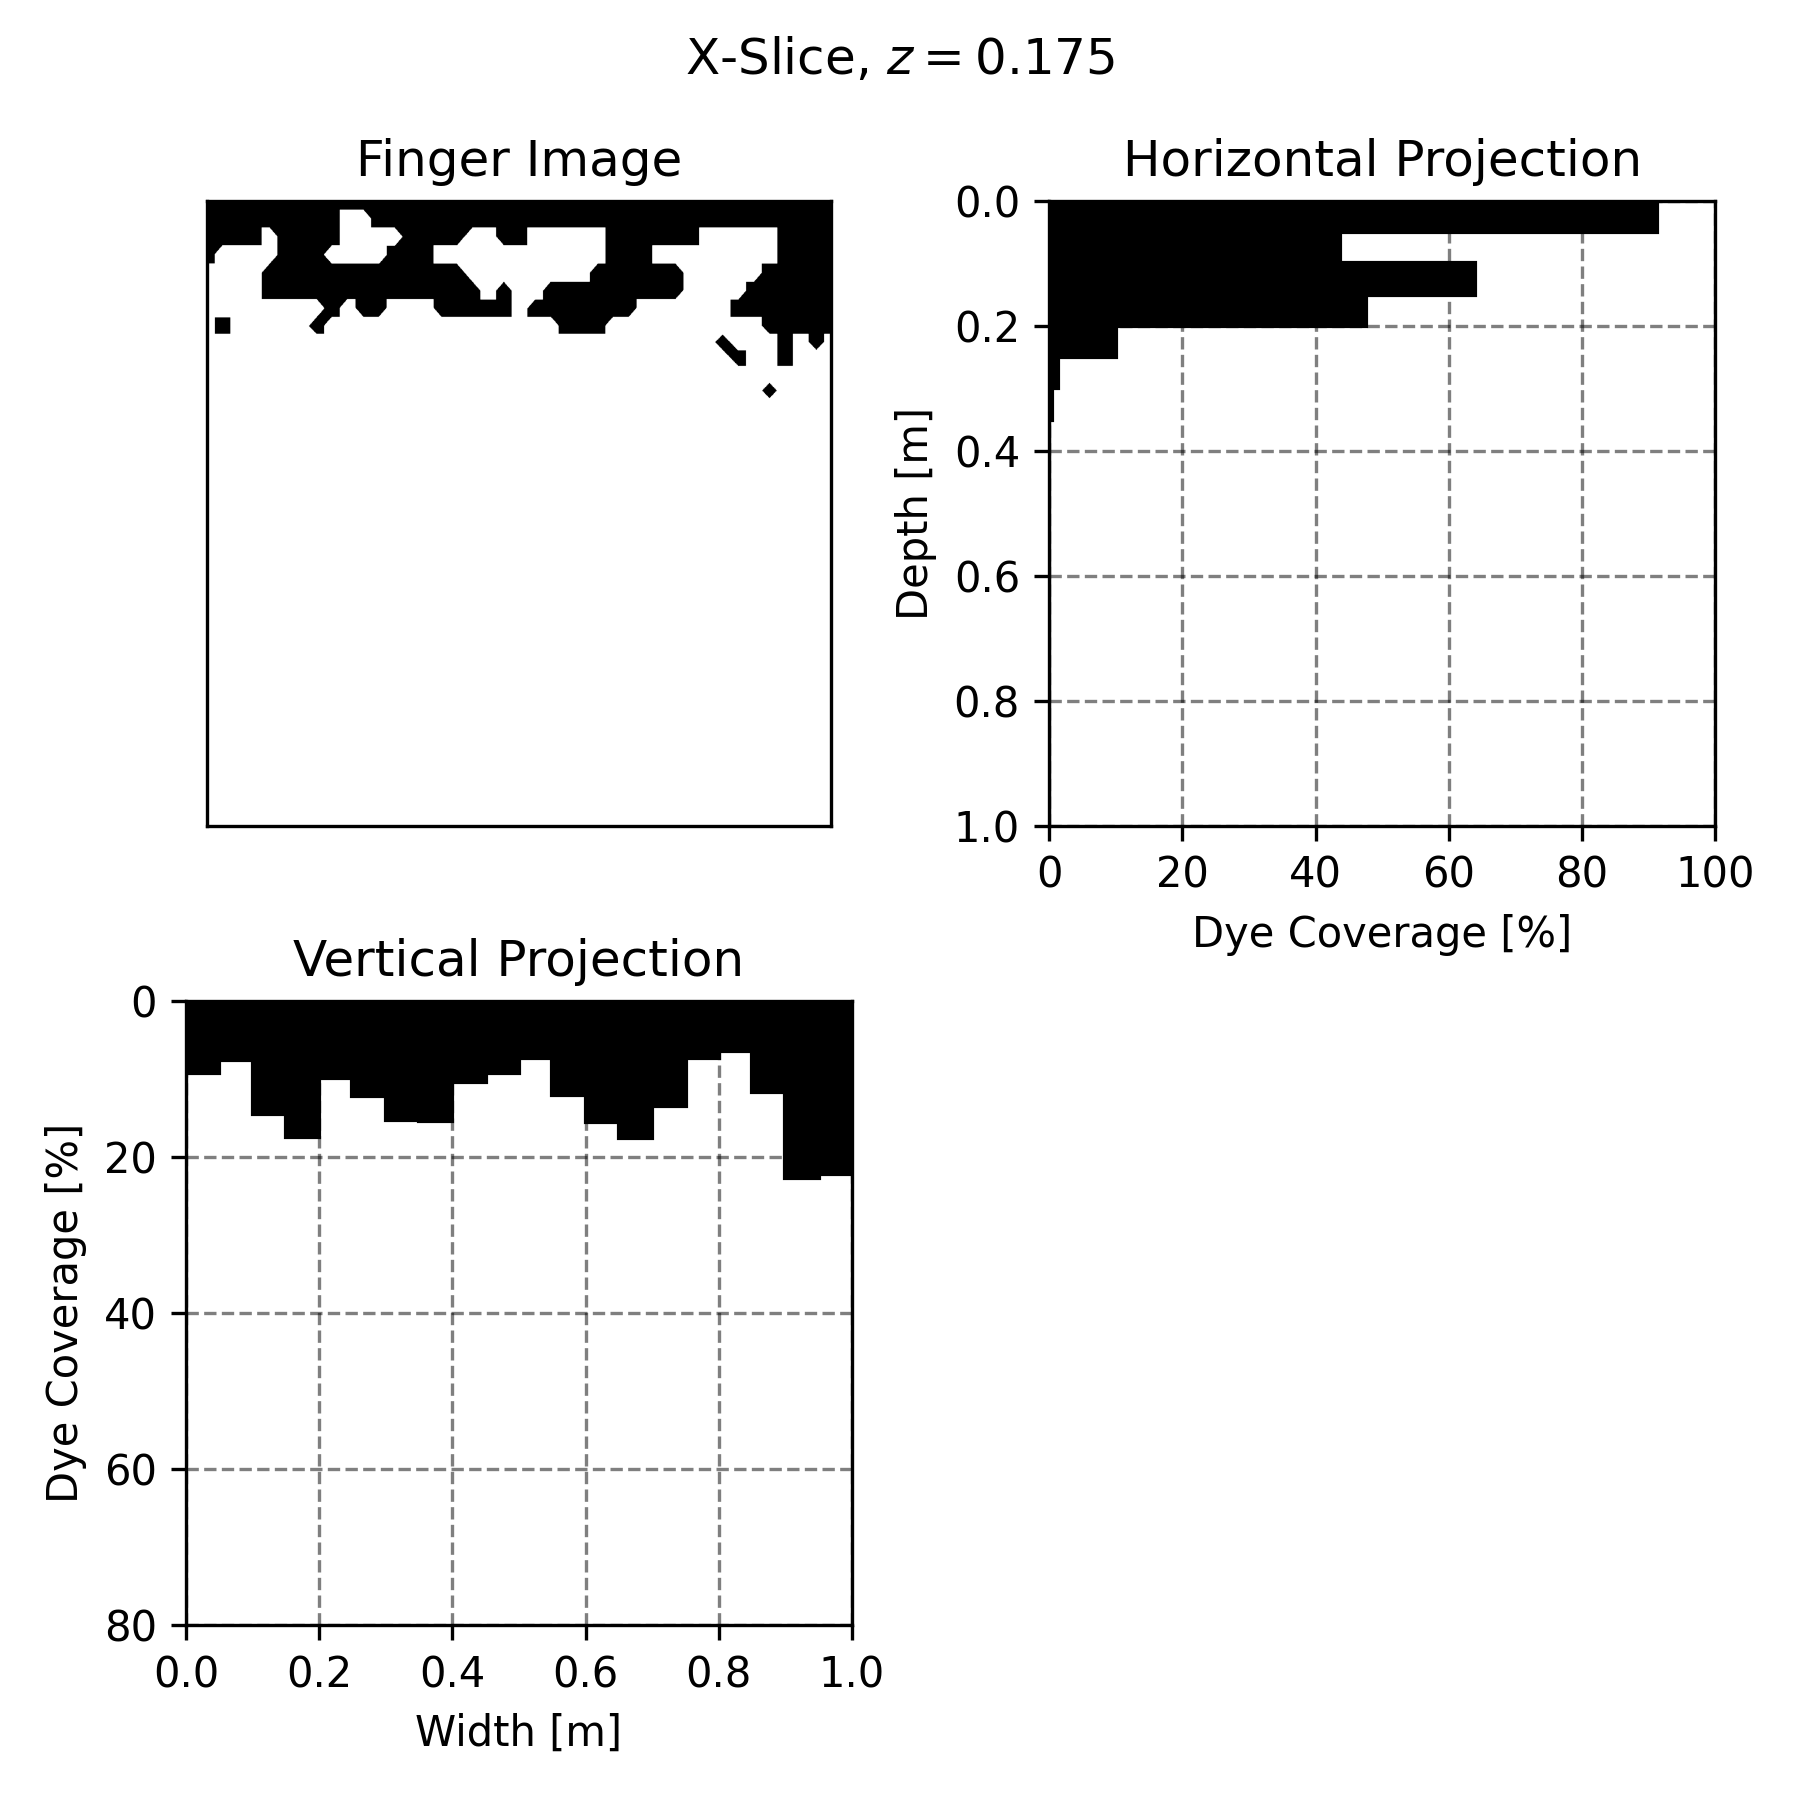 X-Slice, z = 0.175
Finger Image
Horizontal Projection
0.0
0.2
0.4
0.6
0.8
1.0
Depth [m]
0 20 40 60 80 100
Dye Coverage [%]
Vertical Projection
0
20
40
60
80
Dye Coverage [%]
0.0 0.2 0.4 0.6 0.8 1.0
Width [m]